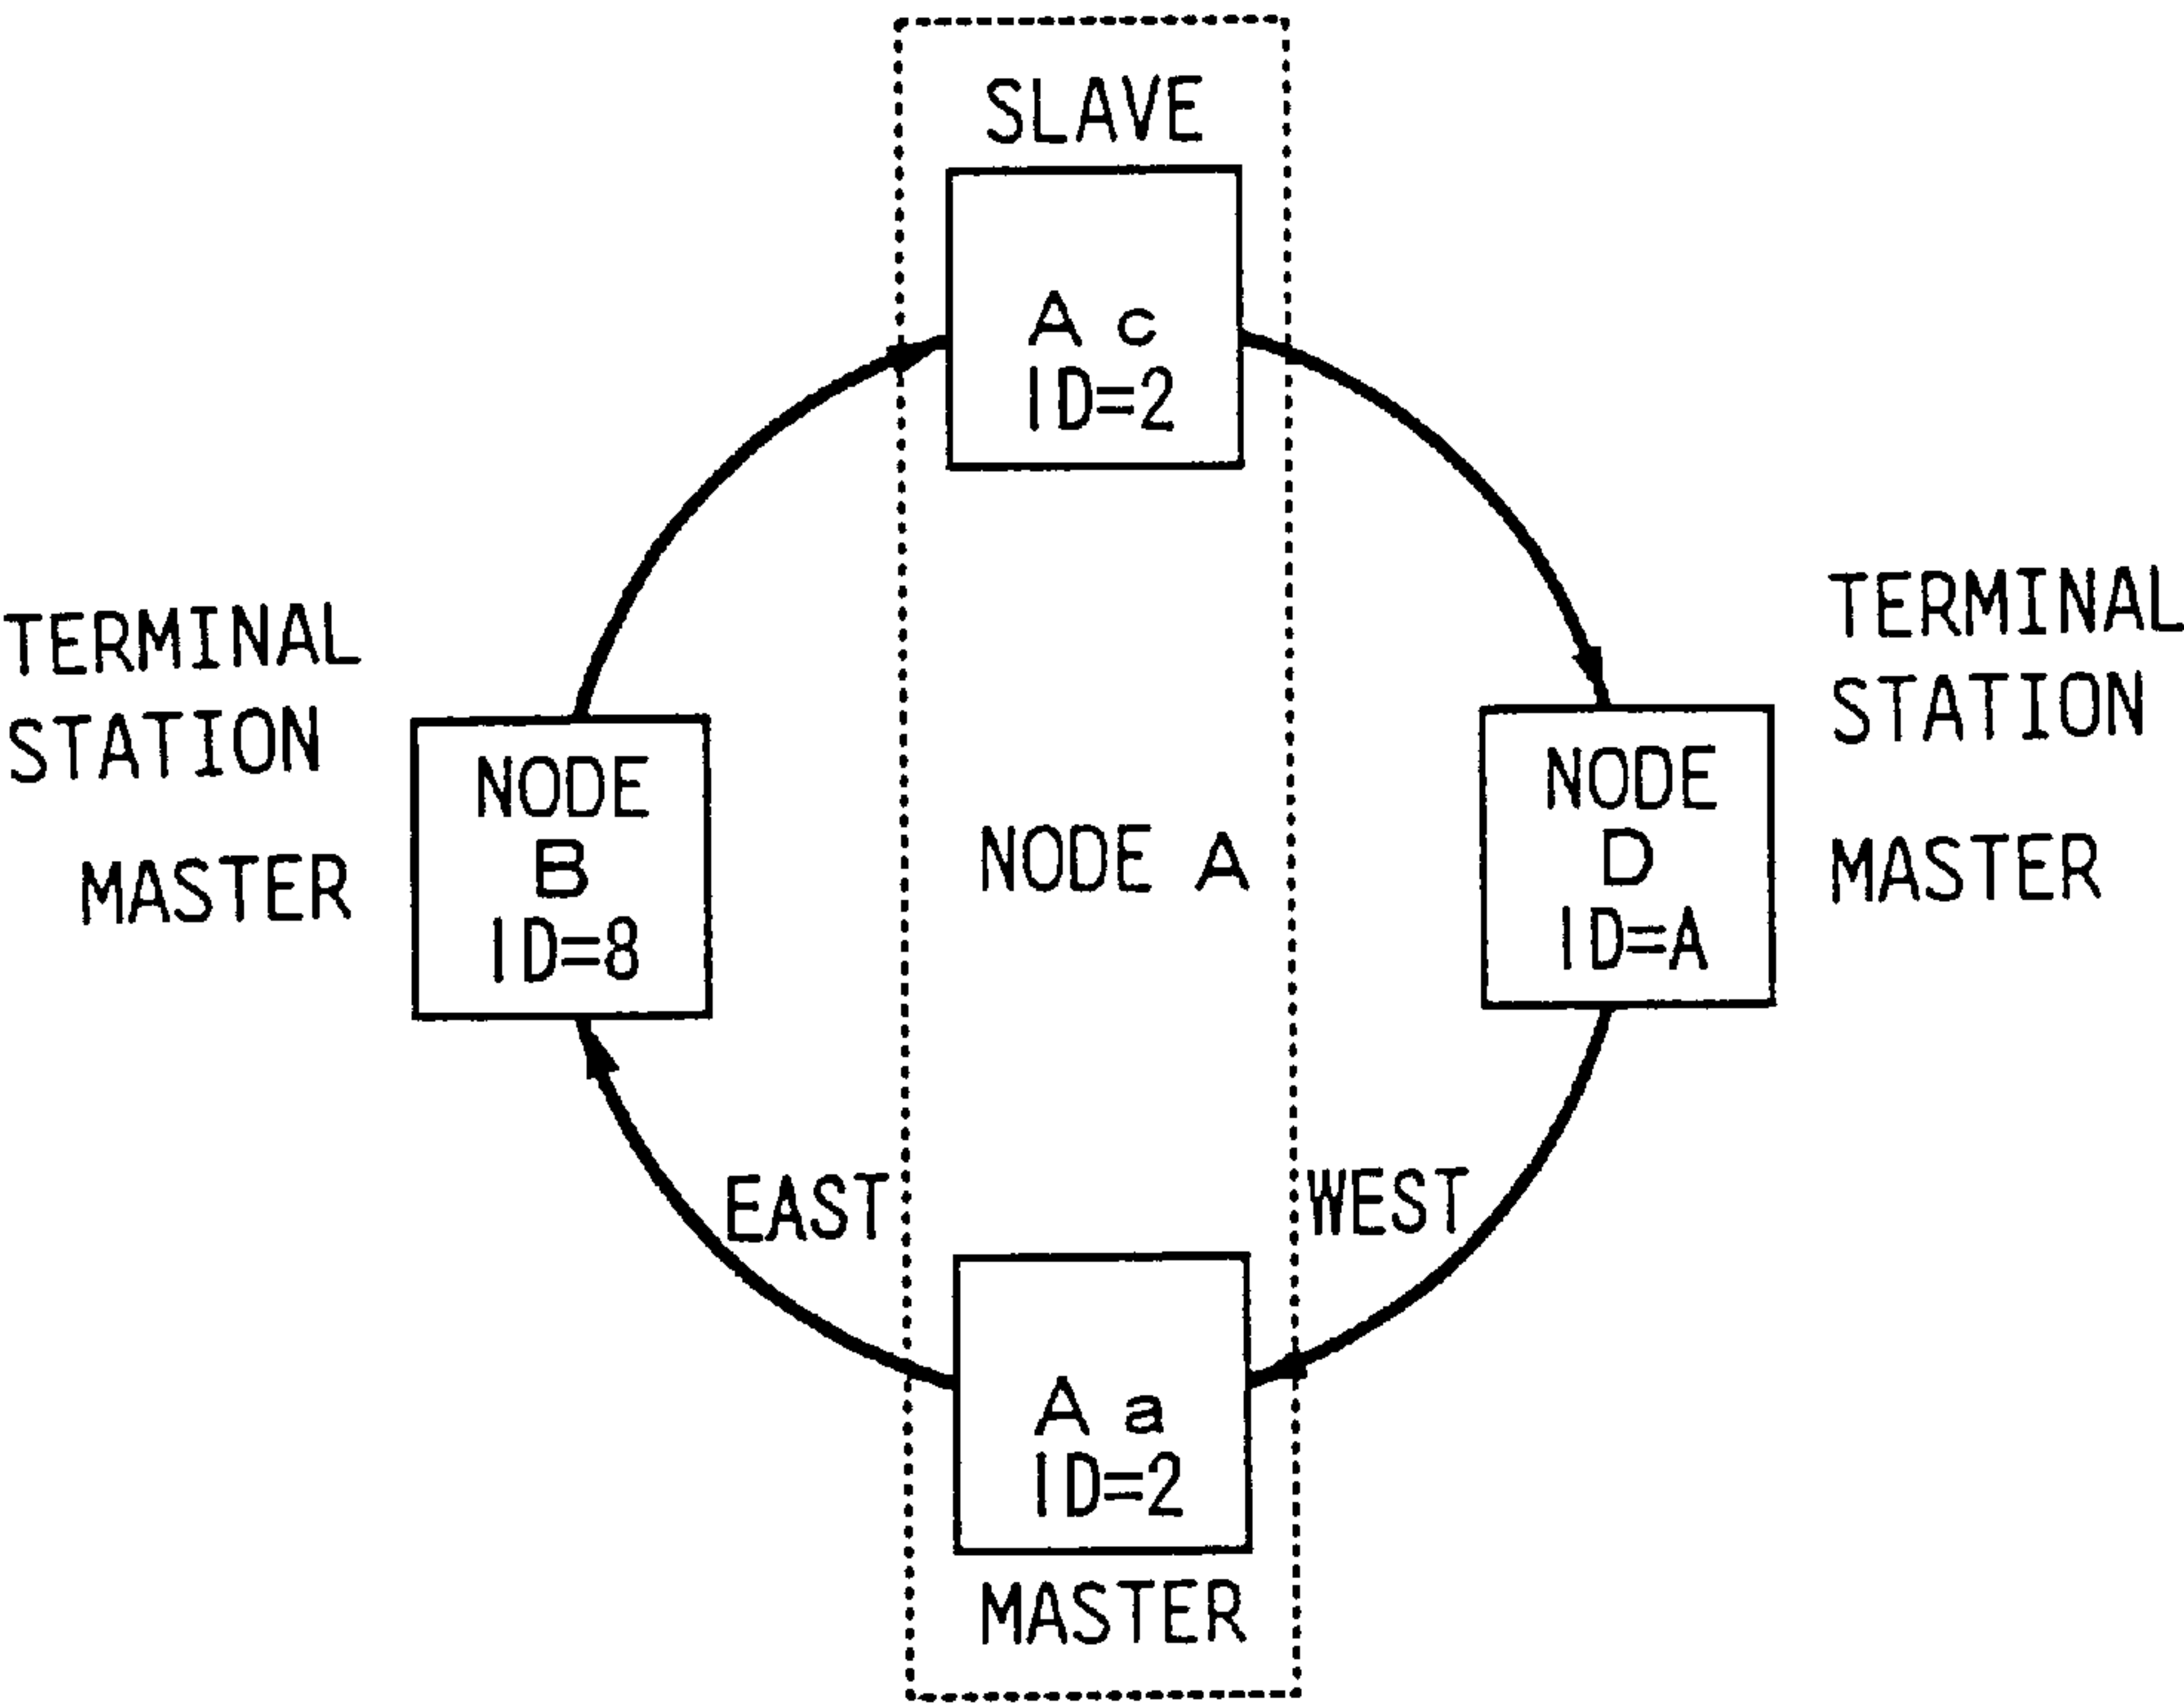 SLAVE
A c
ID=2
TERMINAL
STATION
MASTER
NODE
B
ID=8
NODE A
TERMINAL
STATION
MASTER
NODE
D
ID=A
EAST
WEST
A a
ID=2
MASTER